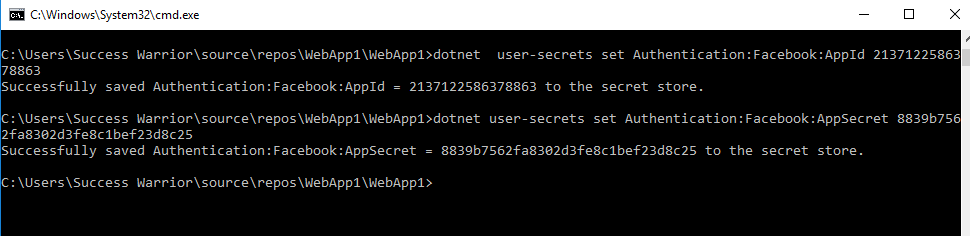 C:\Windows\System32\cmd.exe
C:\Users\Success Warrior\source\repos\WebApp1\WebApp1>dotnet  user-secrets set Authentication:Facebook:AppId 21371225863
78863
Successfully saved Authentication:Facebook:AppId = 2137122586378863 to the secret store.
C:\Users\Success Warrior\source\repos\WebApp1\WebApp1>dotnet user-secrets set Authentication:Facebook:AppSecret 8839b756
2fa8302d3fe8c1bef23d8c25
Successfully saved Authentication:Facebook:AppSecret = 8839b7562fa8302d3fe8c1bef23d8c25 to the secret store.
C:\Users\Success Warrior\source\repos\WebApp1\WebApp1>